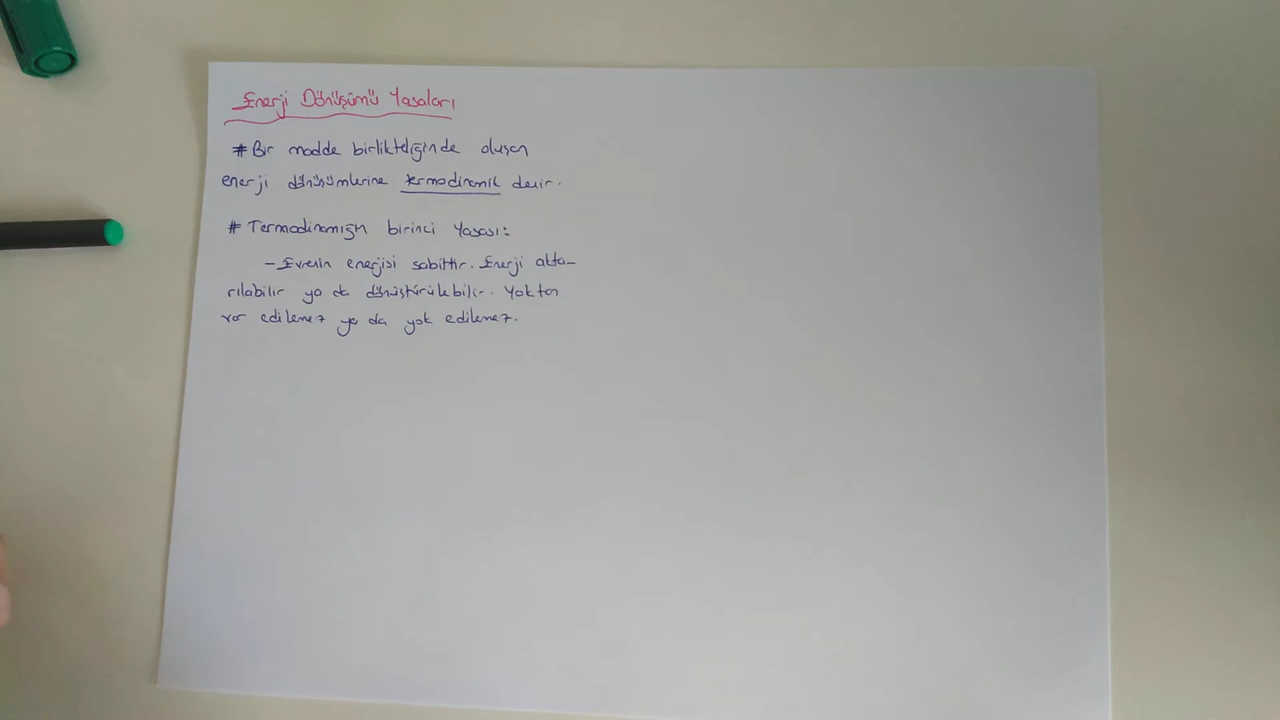 Enerji Dönüşümü Yasaları
# Bir madde birlikteliğinde oluşan
enerji dönüşümlerine termodinamik denir.
# Termodinamiğin birinci Yasası:
- Evrenin enerjisi sabittir. Enerji akta-
rılabilir ya da dönüştürülebilir. Yoktan
var edilemez ya da yok edilemez.